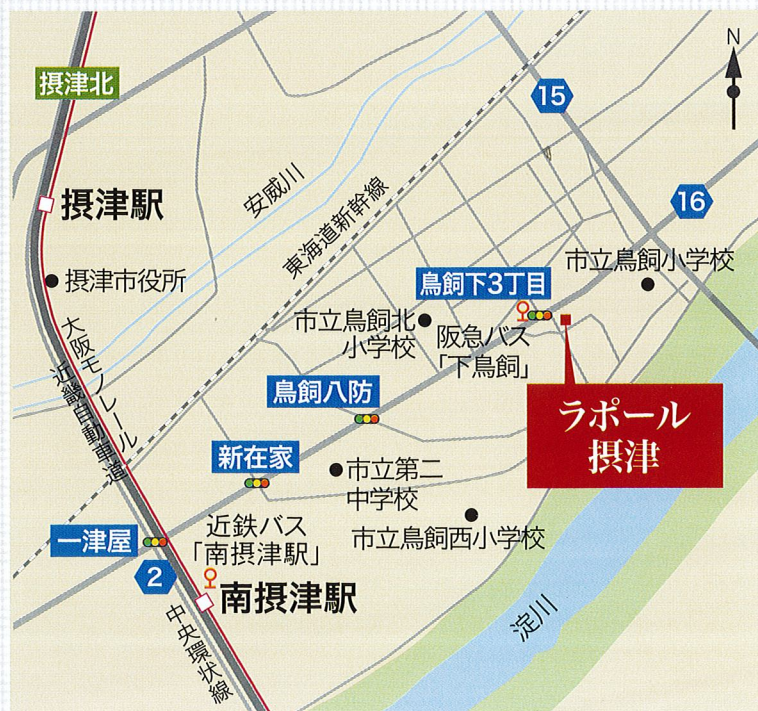 N
摂津北
15
安威川
摂津駅
16
東海道新幹線
市立鳥飼小学校
摂津市役所
鳥飼下3丁目
市立鳥飼北
小学校
阪急バス
「下鳥飼」
大阪モノレール
近畿自動車道
鳥飼八防
ラポール
摂津
新在家
市立第二
中学校
近鉄バス
「南摂津駅」
市立鳥飼西小学校
一津屋
2
南摂津駅
淀川
中央環状線